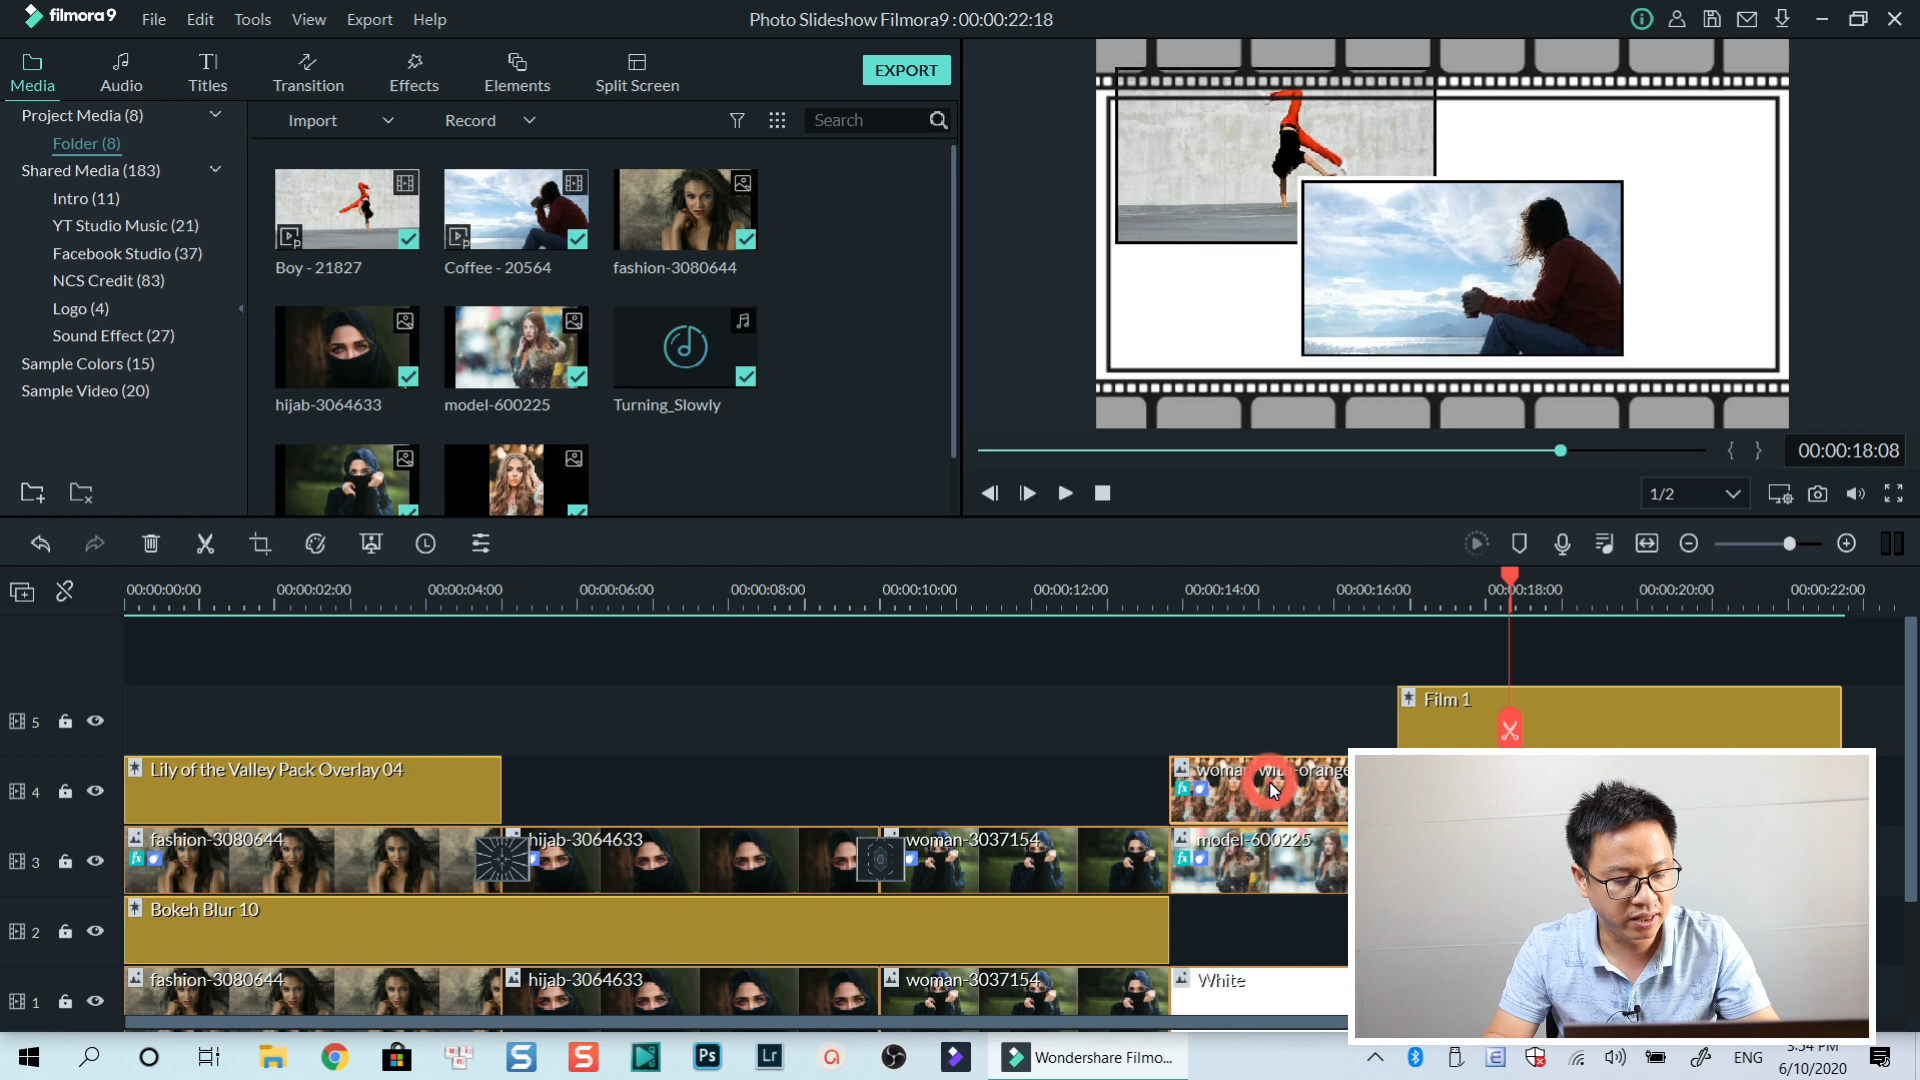 filmora9 File Edit Tools View Export Help Photo Slideshow Filmora9 : 00:00:22:18
Media Audio Titles Transition Effects Elements Split Screen EXPORT
Project Media (8)
Folder (8)
Shared Media (183)
Intro (11)
YT Studio Music (21)
Facebook Studio (37)
NCS Credit (83)
Logo (4)
Sound Effect (27)
Sample Colors (15)
Sample Video (20)
Import Record Search
Boy - 21827 Coffee - 20564 fashion-3080644
hijab-3064633 model-600225 Turning_Slowly
00:00:18:08
1/2
00:00:00:00 00:00:02:00 00:00:04:00 00:00:06:00 00:00:08:00 00:00:10:00 00:00:12:00 00:00:14:00 00:00:16:00 00:00:18:00 00:00:20:00 00:00:22:00
5 Film 1
4 Lily of the Valley Pack Overlay 04 woman-with-orange
3 fashion-3080644 hijab-3064633 woman-3037154 model-600225
2 Bokeh Blur 10
1 fashion-3080644 hijab-3064633 woman-3037154 White
Ps Lr Wondershare Filmo... ENG 3:54 PM
6/10/2020